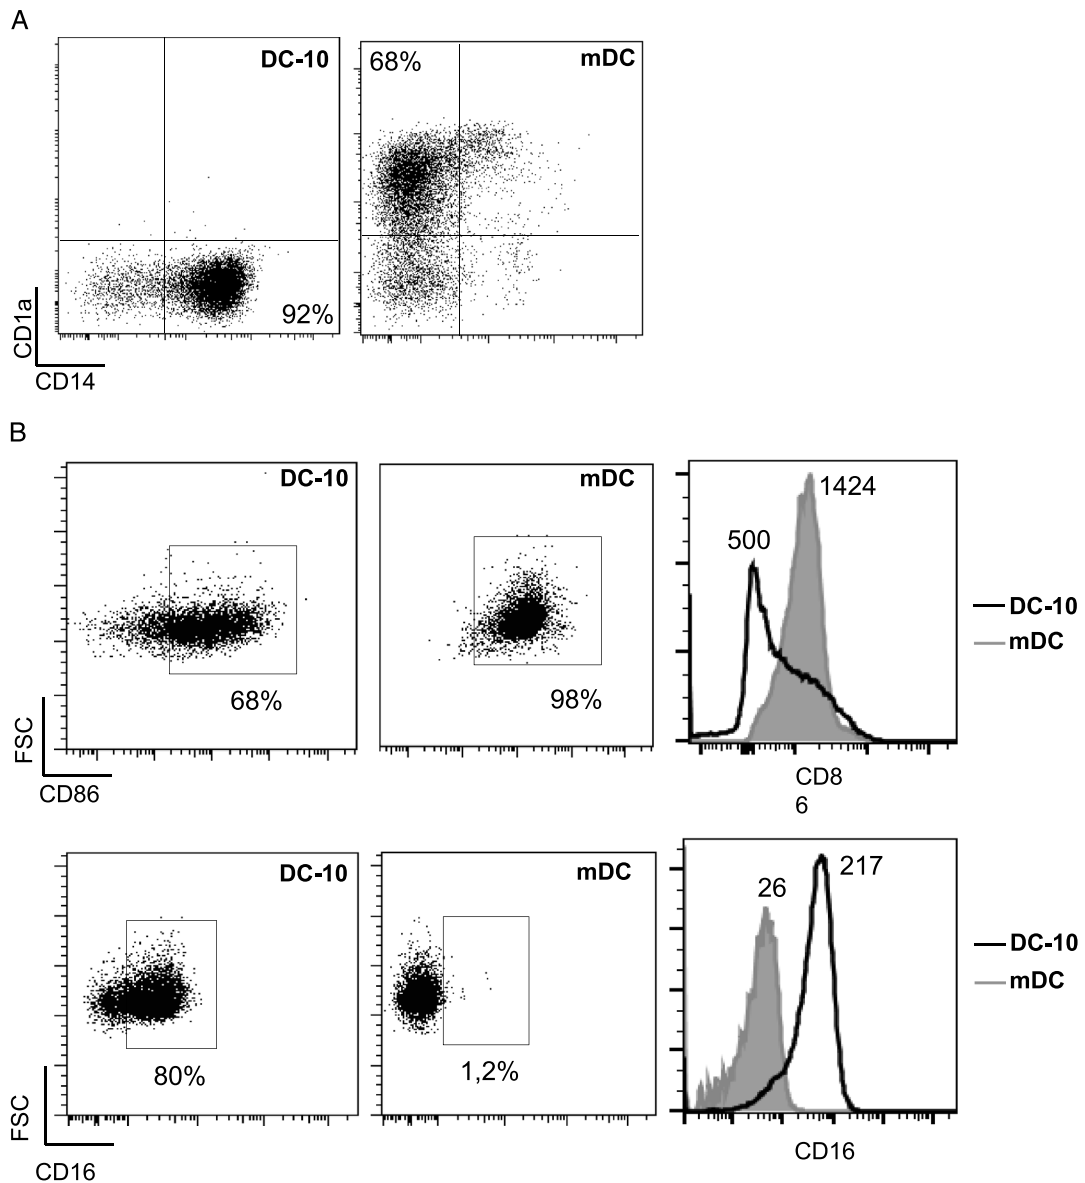 A
DC-10
92%
68%
mDC
CD1a
CD14
B
DC-10
68%
mDC
98%
1424
500
DC-10
mDC
FSC
CD86
CD8
6
DC-10
80%
mDC
1,2%
26
217
DC-10
mDC
FSC
CD16
CD16